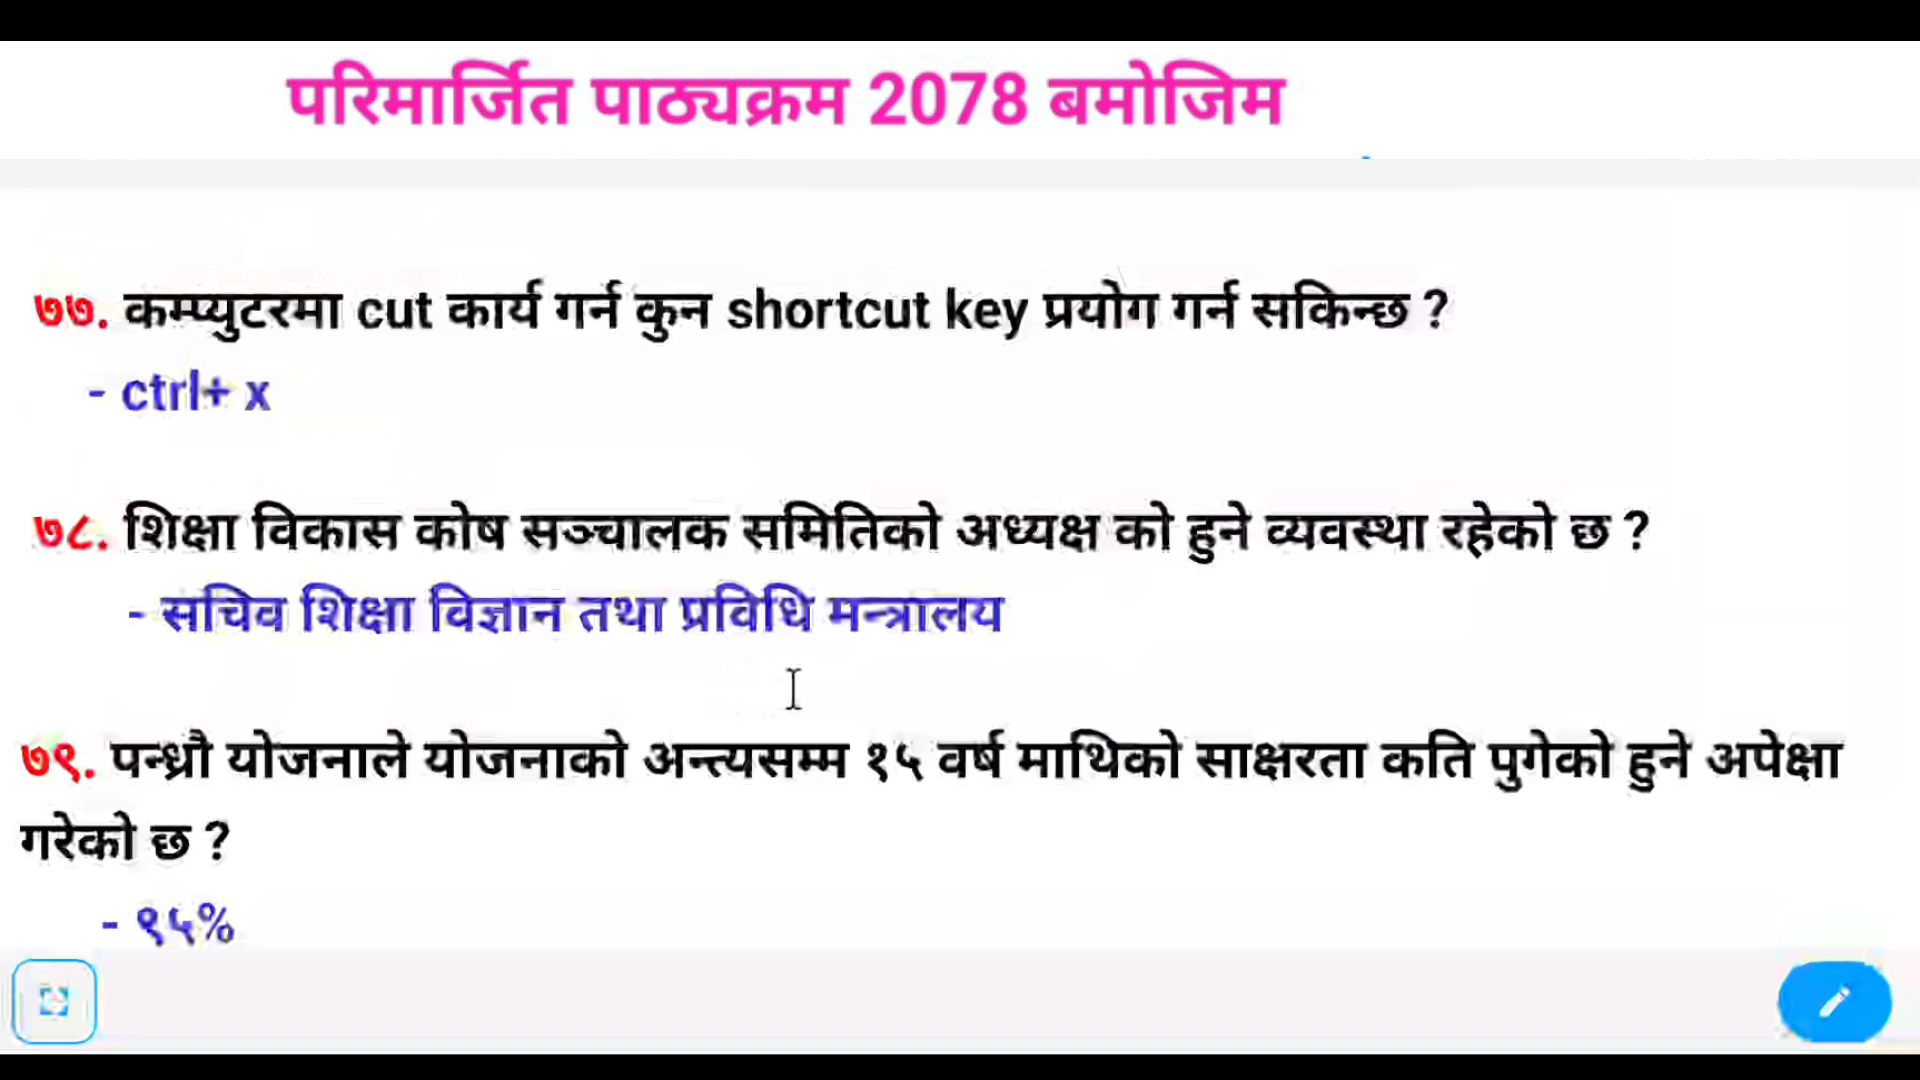 परिमार्जित पाठ्यक्रम 2078 बमोजिम
७७. कम्प्युटरमा cut कार्य गर्न कुन shortcut key प्रयोग गर्न सकिन्छ ?
- ctrl+ x
७८. शिक्षा विकास कोष सञ्चालक समितिको अध्यक्ष को हुने व्यवस्था रहेको छ ?
- सचिव शिक्षा विज्ञान तथा प्रविधि मन्त्रालय
७९. पन्ध्रौ योजनाले योजनाको अन्त्यसम्म १५ वर्ष माथिको साक्षरता कति पुगेको हुने अपेक्षा
गरेको छ ?
- ९५%